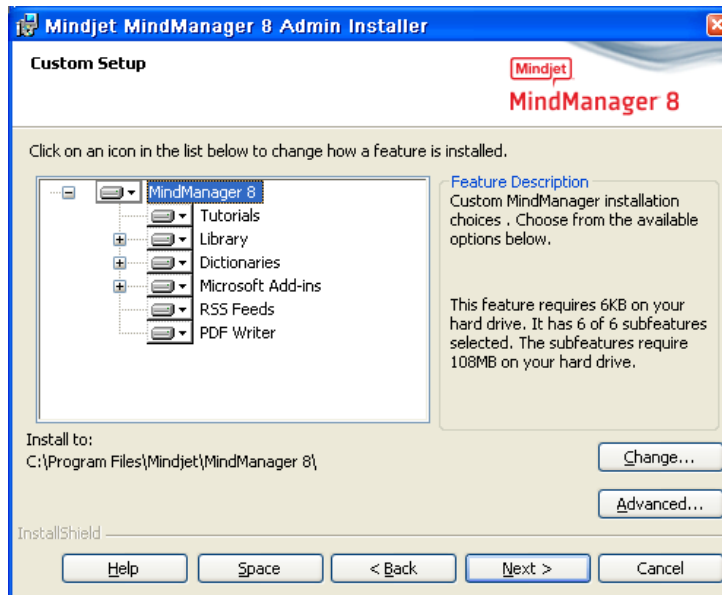 Mindjet MindManager 8 Admin Installer
Custom Setup
Mindjet
MindManager 8
Click on an icon in the list below to change how a feature is installed.
MindManager 8
Tutorials
Library
Dictionaries
Microsoft Add-ins
RSS Feeds
PDF Writer
Feature Description
Custom MindManager installation
choices . Choose from the available
options below.
This feature requires 6KB on your
hard drive. It has 6 of 6 subfeatures
selected. The subfeatures require
108MB on your hard drive.
Install to:
C:\Program Files\Mindjet\MindManager 8\
Change...
Advanced...
InstallShield
Help
Space
< Back
Next >
Cancel